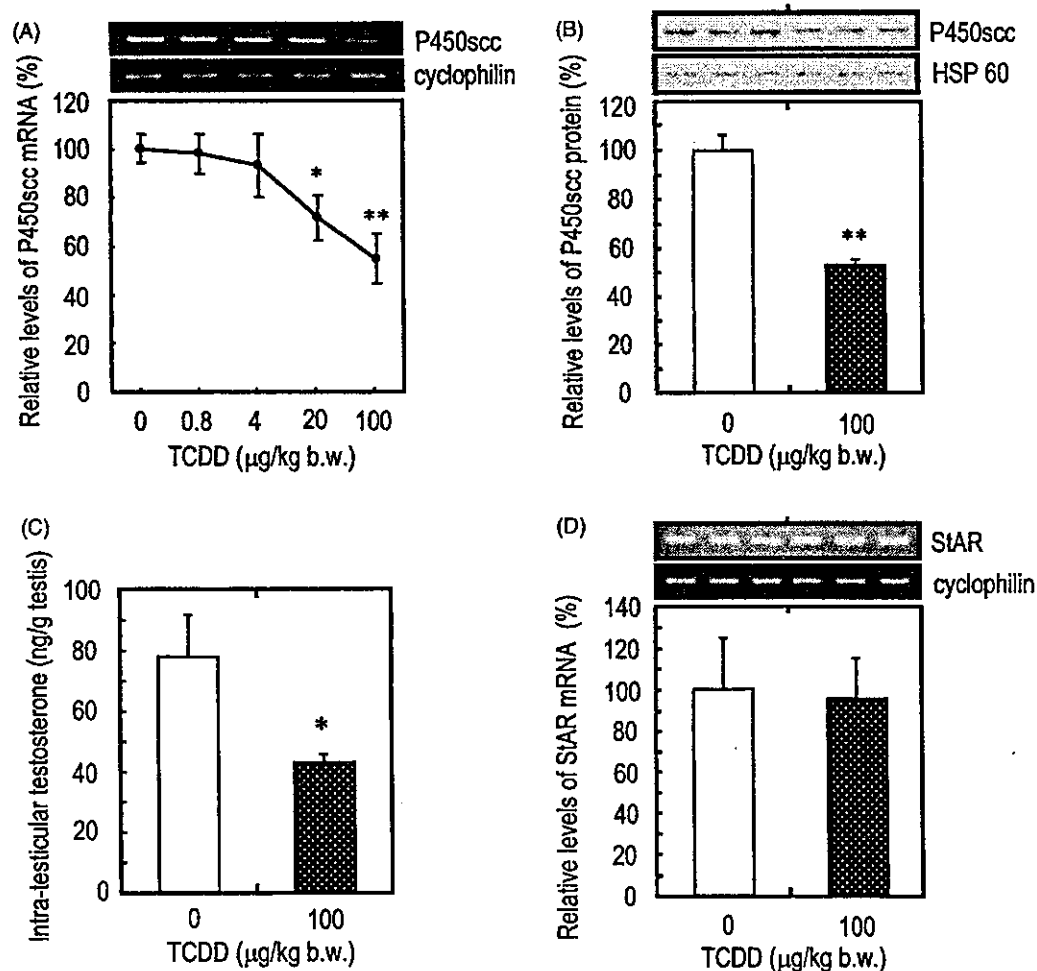 (A)
P450scc
cyclophilin
Relative levels of P450scc mRNA (%)
120
100
80
60
40
20
0
*
**
0 0.8 4 20 100
TCDD (μg/kg b.w.)
(B)
P450scc
HSP 60
Relative levels of P450scc protein (%)
120
100
80
60
40
20
0
**
0 100
TCDD (μg/kg b.w.)
(C)
Intra-testicular testosterone (ng/g testis)
100
80
60
40
20
0
*
0 100
TCDD (μg/kg b.w.)
(D)
StAR
cyclophilin
Relative levels of StAR mRNA (%)
140
120
100
80
60
40
20
0
0 100
TCDD (μg/kg b.w.)